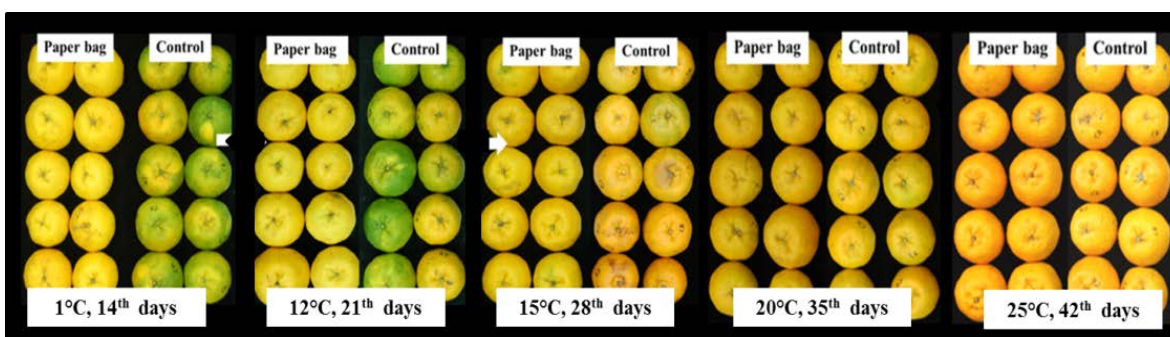 Paper bag Control
Paper bag Control
Paper bag Control
Paper bag Control
Paper bag Control
1°C, 14th days
12°C, 21th days
15°C, 28th days
20°C, 35th days
25°C, 42th days